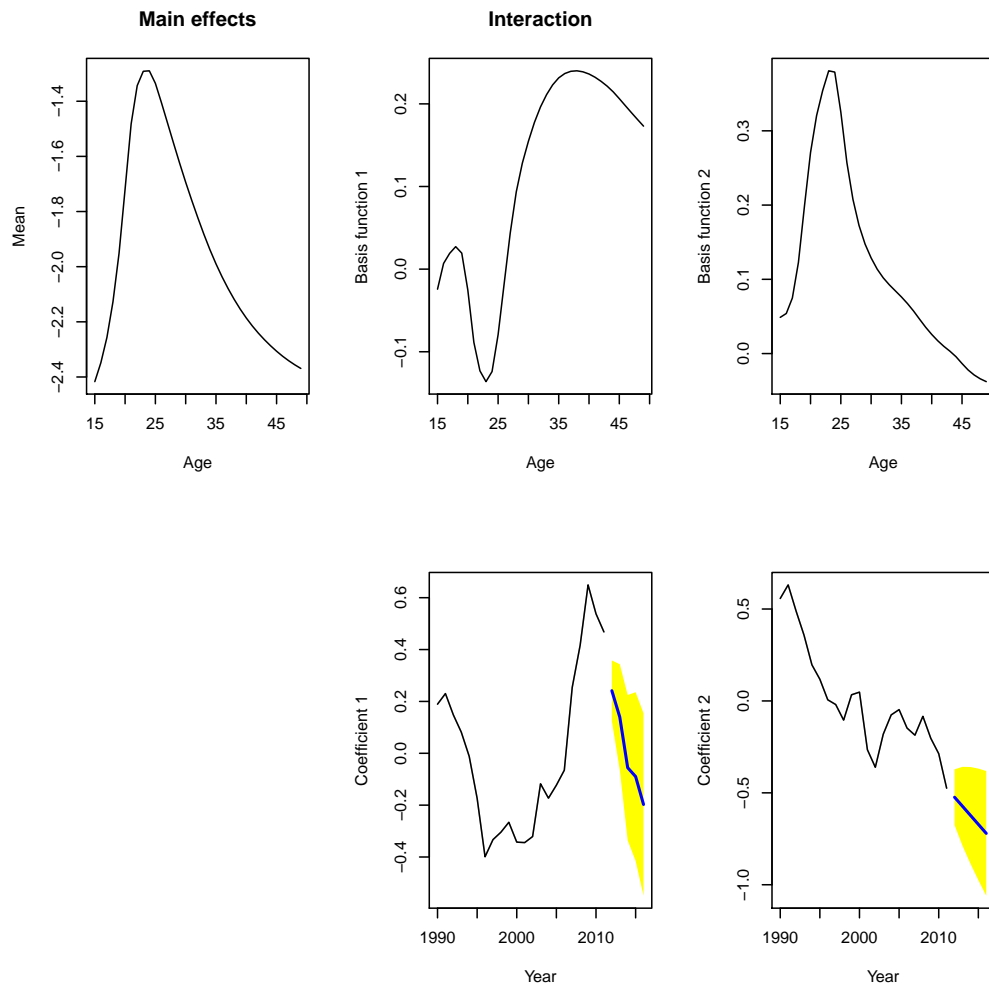 Main effects
Interaction
Mean
−2.4 −2.2 −2.0 −1.8 −1.6 −1.4
15 25 35 45
Age
Basis function 1
−0.1 0.0 0.1 0.2
15 25 35 45
Age
Basis function 2
0.0 0.1 0.2 0.3
15 25 35 45
Age
Coefficient 1
−0.4 −0.2 0.0 0.2 0.4 0.6
1990 2000 2010
Year
Coefficient 2
−1.0 −0.5 0.0 0.5
1990 2000 2010
Year